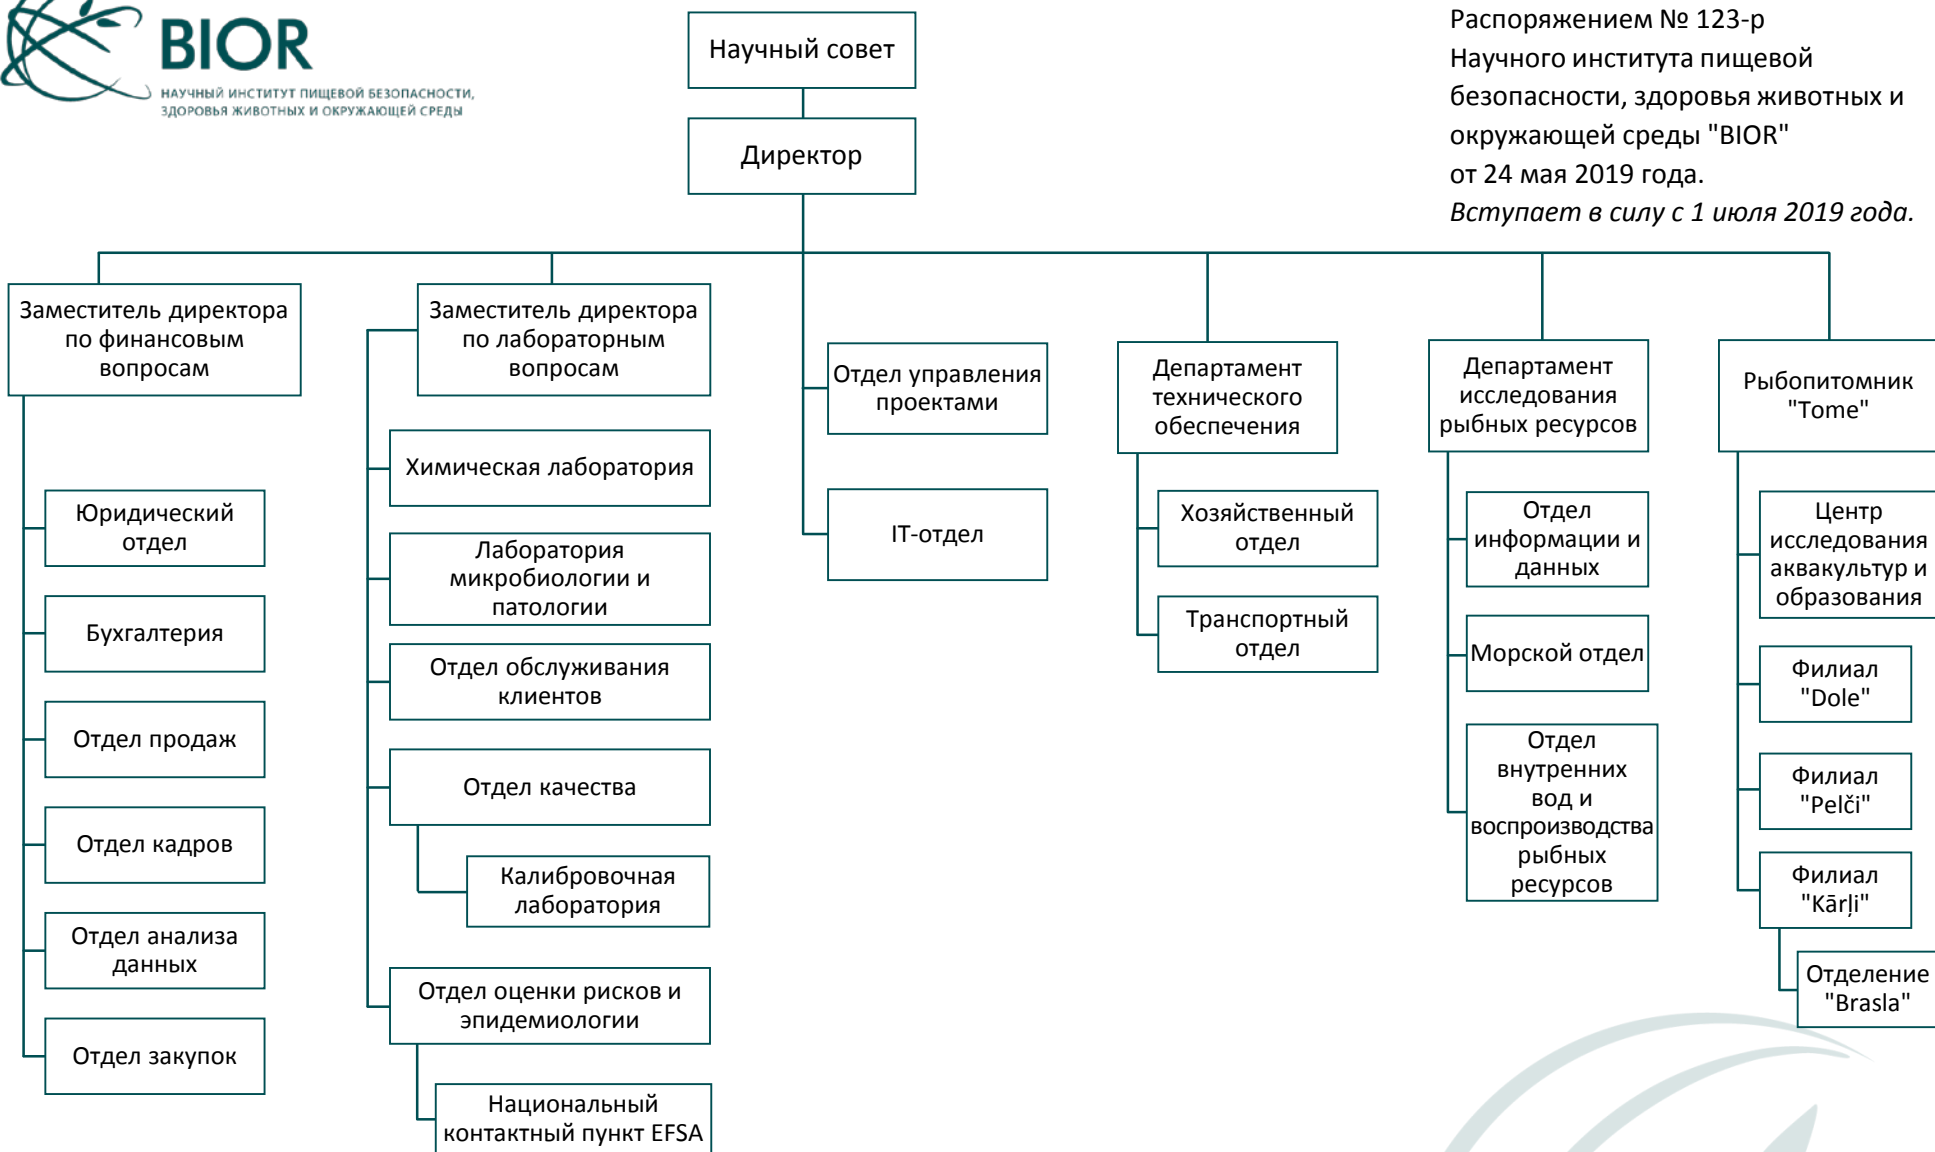 BIOR
НАУЧНЫЙ ИНСТИТУТ ПИЩЕВОЙ БЕЗОПАСНОСТИ,
ЗДОРОВЬЯ ЖИВОТНЫХ И ОКРУЖАЮЩЕЙ СРЕДЫ
Распоряжением № 123-р
Научного института пищевой
безопасности, здоровья животных и
окружающей среды "BIOR"
от 24 мая 2019 года.
Вступает в силу с 1 июля 2019 года.
Научный совет
Директор
Заместитель директора
по финансовым
вопросам
Юридический
отдел
Бухгалтерия
Отдел продаж
Отдел кадров
Отдел анализа
данных
Отдел закупок
Заместитель директора
по лабораторным
вопросам
Химическая лаборатория
Лаборатория
микробиологии и
патологии
Отдел обслуживания
клиентов
Отдел качества
Калибровочная
лаборатория
Отдел оценки рисков и
эпидемиологии
Национальный
контактный пункт EFSA
Отдел управления
проектами
IT-отдел
Департамент
технического
обеспечения
Хозяйственный
отдел
Транспортный
отдел
Департамент
исследования
рыбных ресурсов
Отдел
информации и
данных
Морской отдел
Отдел
внутренних
вод и
воспроизводства
рыбных
ресурсов
Рыбопитомник
"Tome"
Центр
исследования
аквакультур и
образования
Филиал
"Dole"
Филиал
"Pelči"
Филиал
"Kārļi"
Отделение
"Brasla"